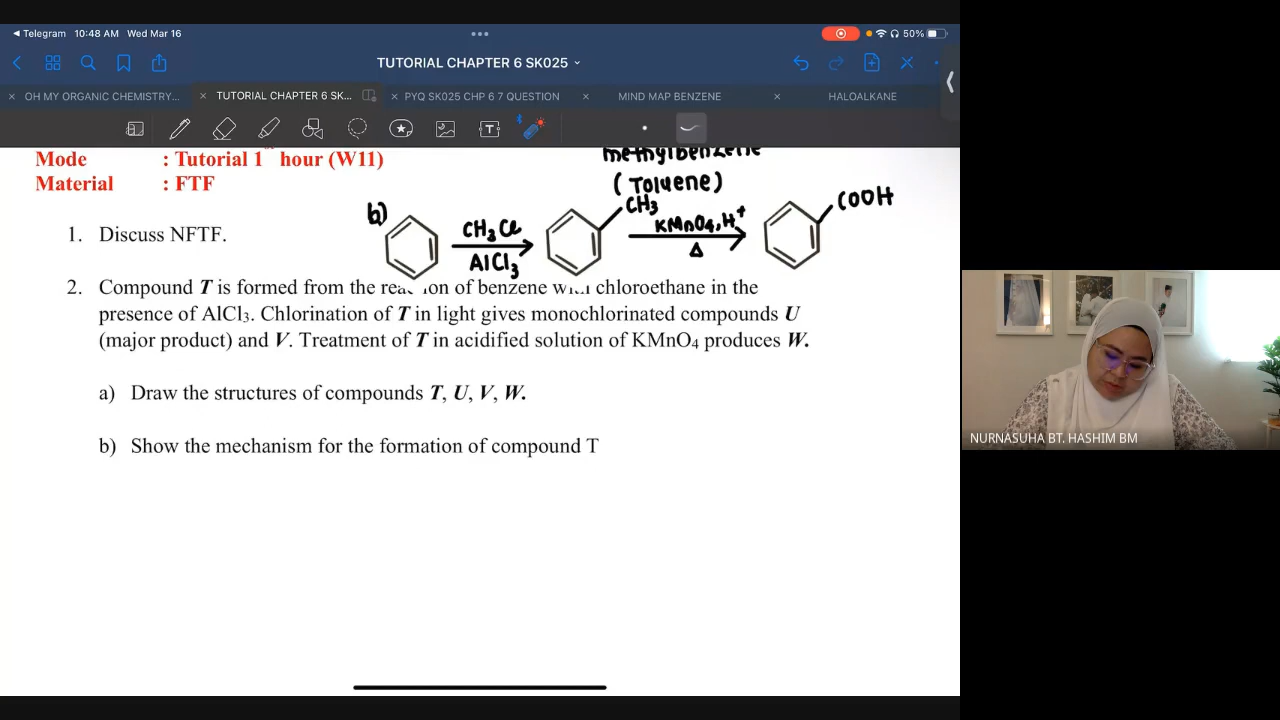 Telegram 10:48 AM Wed Mar 16
50%
TUTORIAL CHAPTER 6 SK025
OH MY ORGANIC CHEMISTRY...
TUTORIAL CHAPTER 6 SK...
PYQ SK025 CHP 6 7 QUESTION
MIND MAP BENZENE
HALOALKANE
Mode : Tutorial 1st hour (W11)
Material : FTF
methylbenzene
(Toluene)
b)
CH3Cl
AlCl3
CH3
KMnO4, H+
Δ
COOH
1. Discuss NFTF.
2. Compound T is formed from the of benzene chloroethane in the
presence of AlCl3. Chlorination of T in light gives monochlorinated compounds U
(major product) and V. Treatment of T in acidified solution of KMnO4 produces W.
a) Draw the structures of compounds T, U, V, W.
b) Show the mechanism for the formation of compound T
NURNASUHA BT. HASHIM BM